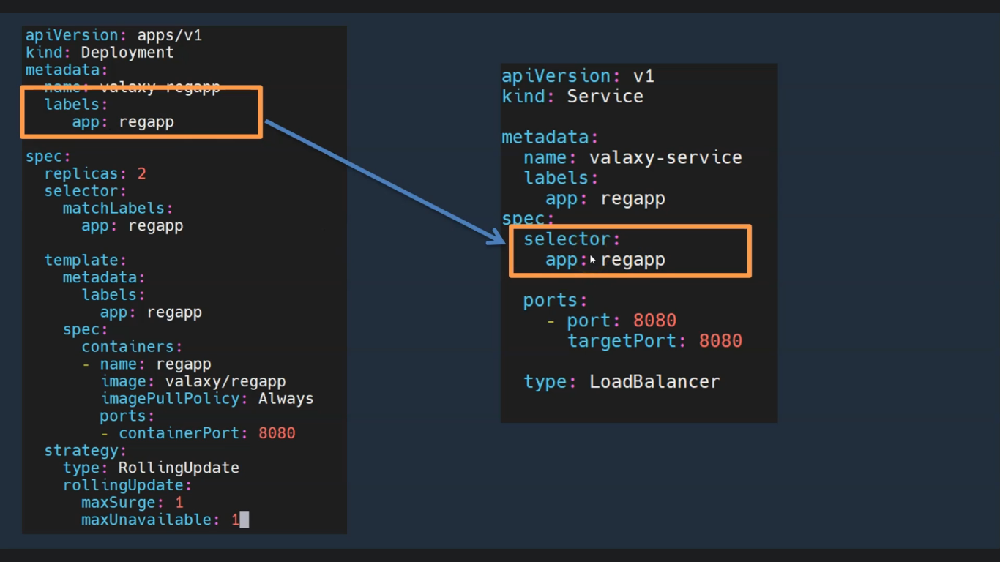 apiVersion: apps/v1
kind: Deployment
metadata:
  name: valaxy-regapp
  labels:
     app: regapp
spec:
  replicas: 2
  selector:
    matchLabels:
      app: regapp
  template:
    metadata:
      labels:
        app: regapp
    spec:
      containers:
      - name: regapp
        image: valaxy/regapp
        imagePullPolicy: Always
        ports:
        - containerPort: 8080
  strategy:
    type: RollingUpdate
    rollingUpdate:
      maxSurge: 1
      maxUnavailable: 1
apiVersion: v1
kind: Service
metadata:
  name: valaxy-service
  labels:
    app: regapp
spec:
  selector:
    app: regapp
  ports:
    - port: 8080
      targetPort: 8080
  type: LoadBalancer